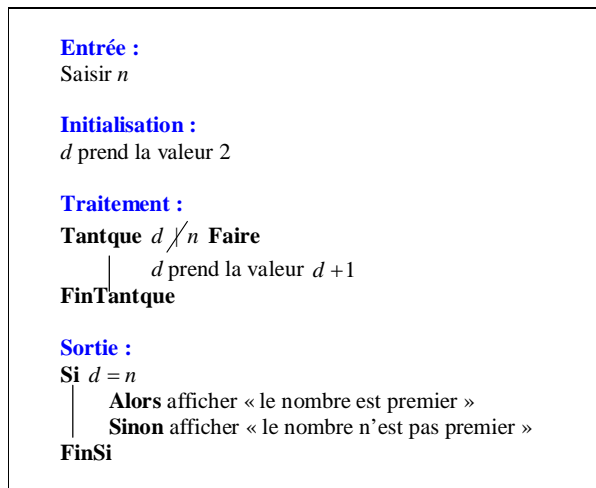 Entrée :
Saisir n
Initialisation :
d prend la valeur 2
Traitement :
Tantque d ∤ n Faire
d prend la valeur d +1
FinTantque
Sortie :
Si d = n
Alors afficher « le nombre est premier »
Sinon afficher « le nombre n’est pas premier »
FinSi